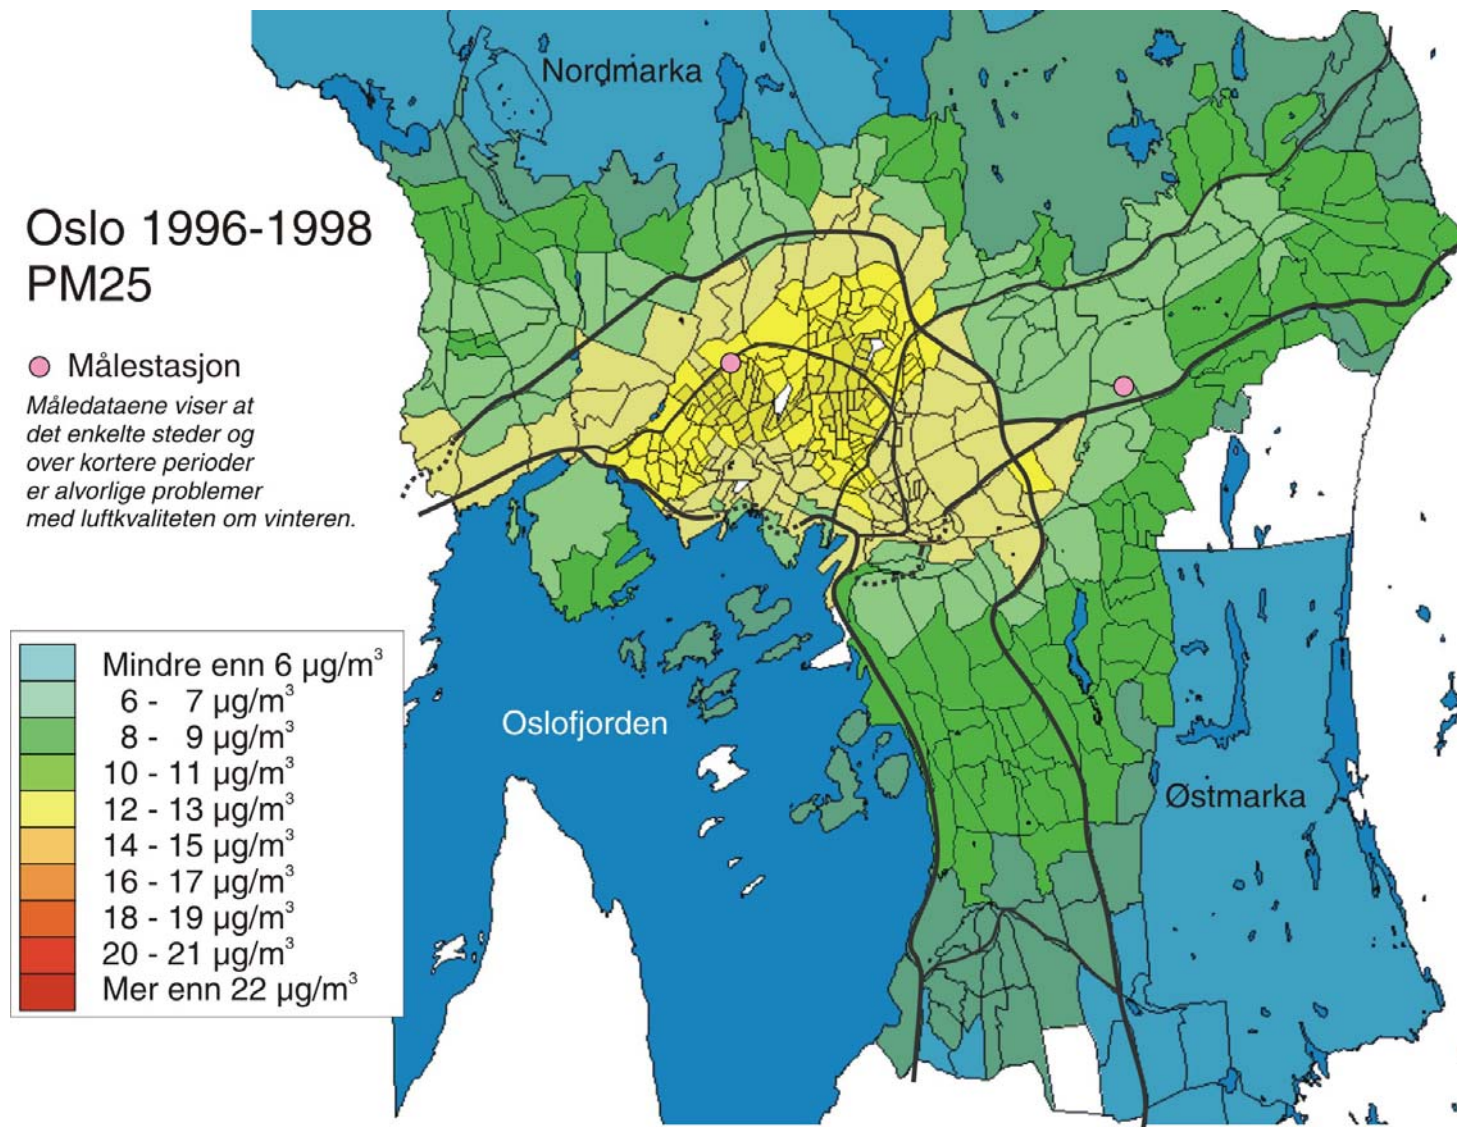 Nordmarka
Oslo 1996-1998
PM25
Målestasjon
Måledataene viser at
det enkelte steder og
over kortere perioder
er alvorlige problemer
med luftkvaliteten om vinteren.
Mindre enn 6 µg/m³
6 - 7 µg/m³
8 - 9 µg/m³
10 - 11 µg/m³
12 - 13 µg/m³
14 - 15 µg/m³
16 - 17 µg/m³
18 - 19 µg/m³
20 - 21 µg/m³
Mer enn 22 µg/m³
Oslofjorden
Østmarka